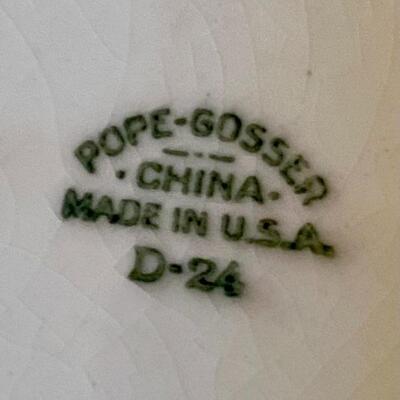 POPE-GOSSER
· CHINA ·
MADE IN U.S.A.
D-24